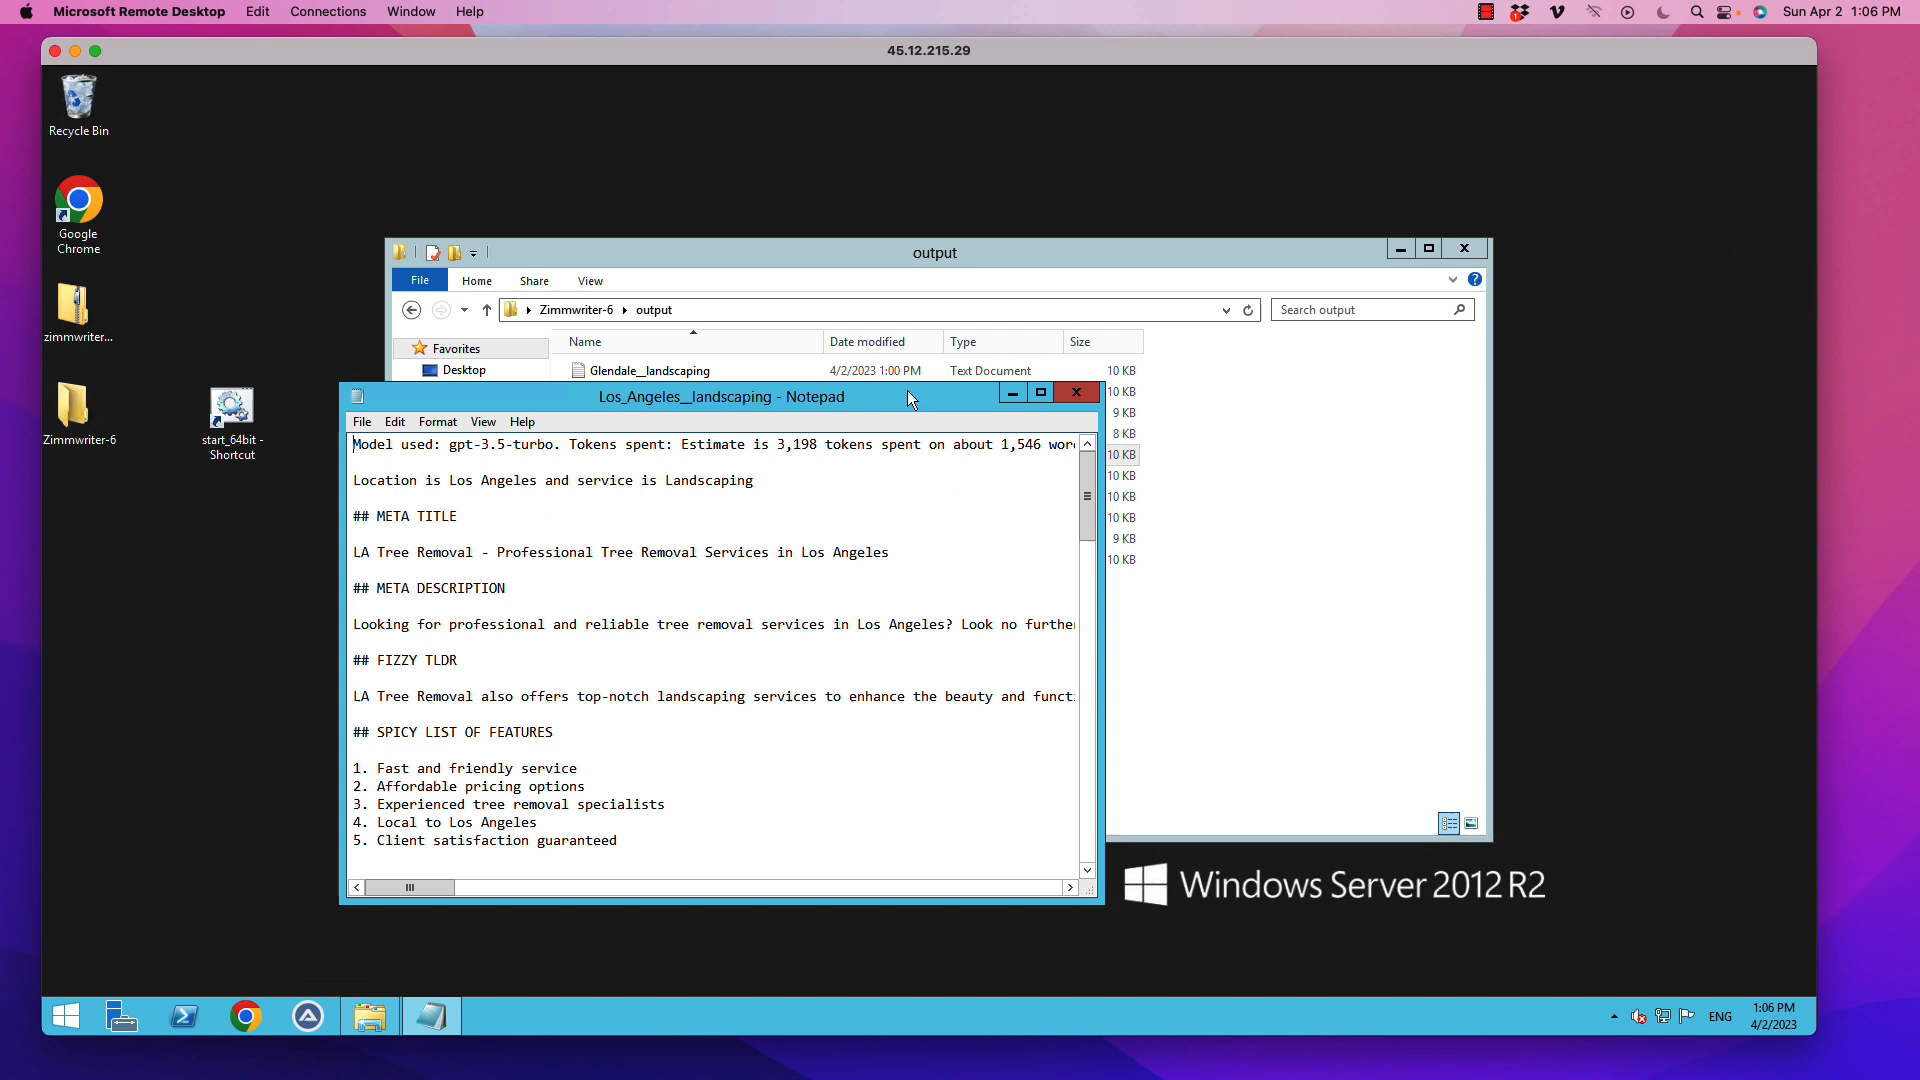 Microsoft Remote Desktop Edit Connections Window Help
1
Sun Apr 2 1:06 PM
45.12.215.29
Recycle Bin
Google
Chrome
zimmwriter...
Zimmwriter-6
start_64bit -
Shortcut
output
File Home Share View
Zimmwriter-6 output
Search output
Favorites
Desktop
Name Date modified Type Size
Glendale__landscaping 4/2/2023 1:00 PM Text Document 10 KB
10 KB
9 KB
8 KB
10 KB
10 KB
10 KB
10 KB
9 KB
10 KB
Los_Angeles__landscaping - Notepad
File Edit Format View Help
Model used: gpt-3.5-turbo. Tokens spent: Estimate is 3,198 tokens spent on about 1,546
Location is Los Angeles and service is Landscaping
## META TITLE
LA Tree Removal - Professional Tree Removal Services in Los Angeles
## META DESCRIPTION
Looking for professional and reliable tree removal services in Los Angeles? Look no
## FIZZY TLDR
LA Tree Removal also offers top-notch landscaping services to enhance the beauty and
## SPICY LIST OF FEATURES
1. Fast and friendly service
2. Affordable pricing options
3. Experienced tree removal specialists
4. Local to Los Angeles
5. Client satisfaction guaranteed
Windows Server 2012 R2
ENG
1:06 PM
4/2/2023